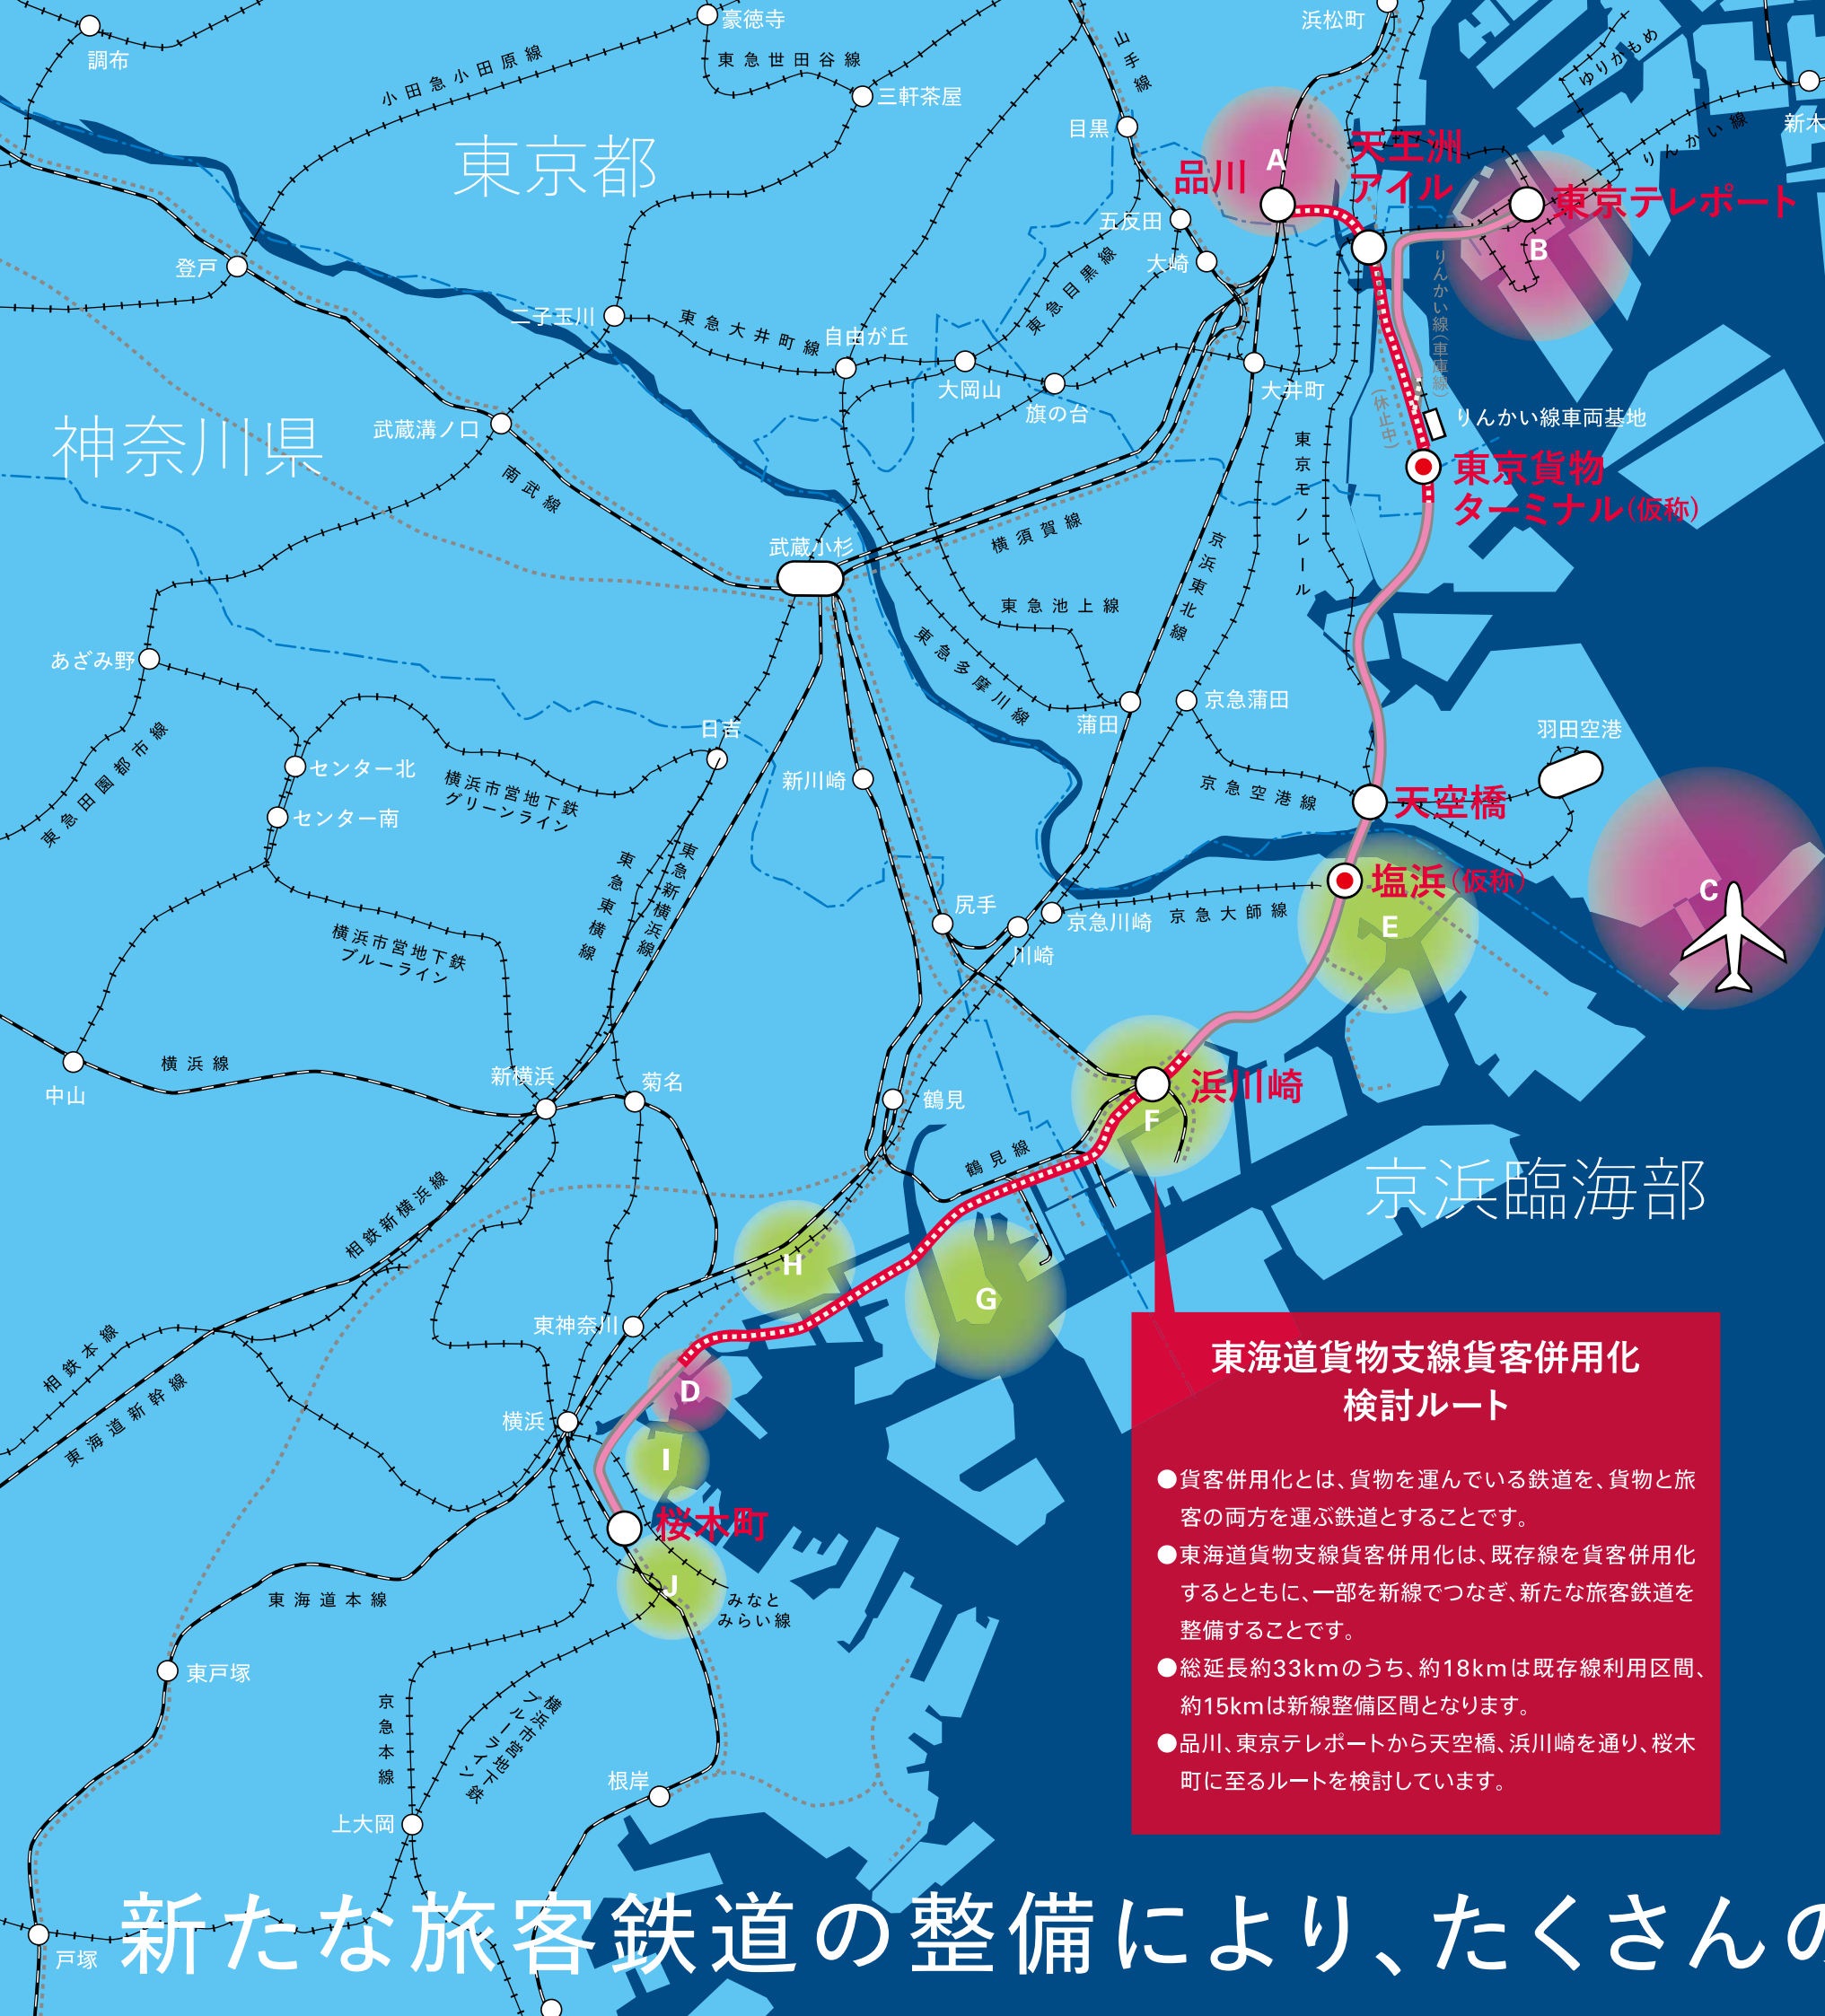 調布
豪徳寺
浜松町
小田急小田原線
東急世田谷線
三軒茶屋
山手線
ゆりかもめ
目黒
りんかい線
新木
東京都
A
品川
天王洲
アイル
東京テレポート
B
五反田
大崎
登戸
二子玉川
東急大井町線
自由が丘
東急目黒線
りんかい線(車庫線)
大岡山
旗の台
大井町
(休止中)
りんかい線車両基地
神奈川県
武蔵溝ノ口
南武線
東京モノレール
東京貨物
ターミナル(仮称)
武蔵小杉
横須賀線
京浜東北線
東急池上線
東急多摩川線
あざみ野
京急蒲田
蒲田
羽田空港
東急田園都市線
センター北
日吉
新川崎
横浜市営地下鉄
グリーンライン
京急空港線
天空橋
センター南
東急新横浜線
東急東横線
塩浜(仮称)
C
E
尻手
京急川崎
京急大師線
川崎
横浜市営地下鉄
ブルーライン
横浜線
中山
新横浜
菊名
鶴見
浜川崎
F
鶴見線
京浜臨海部
相鉄新横浜線
H
G
東神奈川
相鉄本線
東海道新幹線
D
横浜
I
桜木町
J
みなと
みらい線
東海道本線
東戸塚
京急本線
横浜市営地下鉄
ブルーライン
根岸
上大岡
戸塚
東海道貨物支線貨客併用化
検討ルート
●貨客併用化とは、貨物を運んでいる鉄道を、貨物と旅
客の両方を運ぶ鉄道とすることです。
●東海道貨物支線貨客併用化は、既存線を貨客併用化
するとともに、一部を新線でつなぎ、新たな旅客鉄道を
整備することです。
●総延長約33kmのうち、約18kmは既存線利用区間、
約15kmは新線整備区間となります。
●品川、東京テレポートから天空橋、浜川崎を通り、桜木
町に至るルートを検討しています。
新たな旅客鉄道の整備により、たくさんの